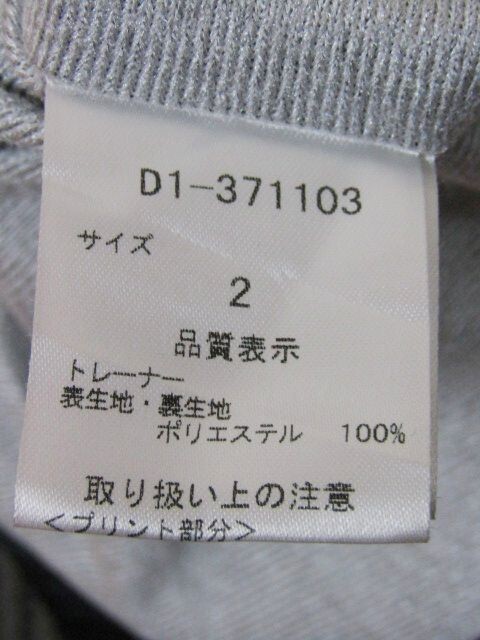 D1-371103
サイズ
2
品質表示
トレーナー
表生地・裏生地
ポリエステル 100%
取り扱い上の注意
<プリント部分>